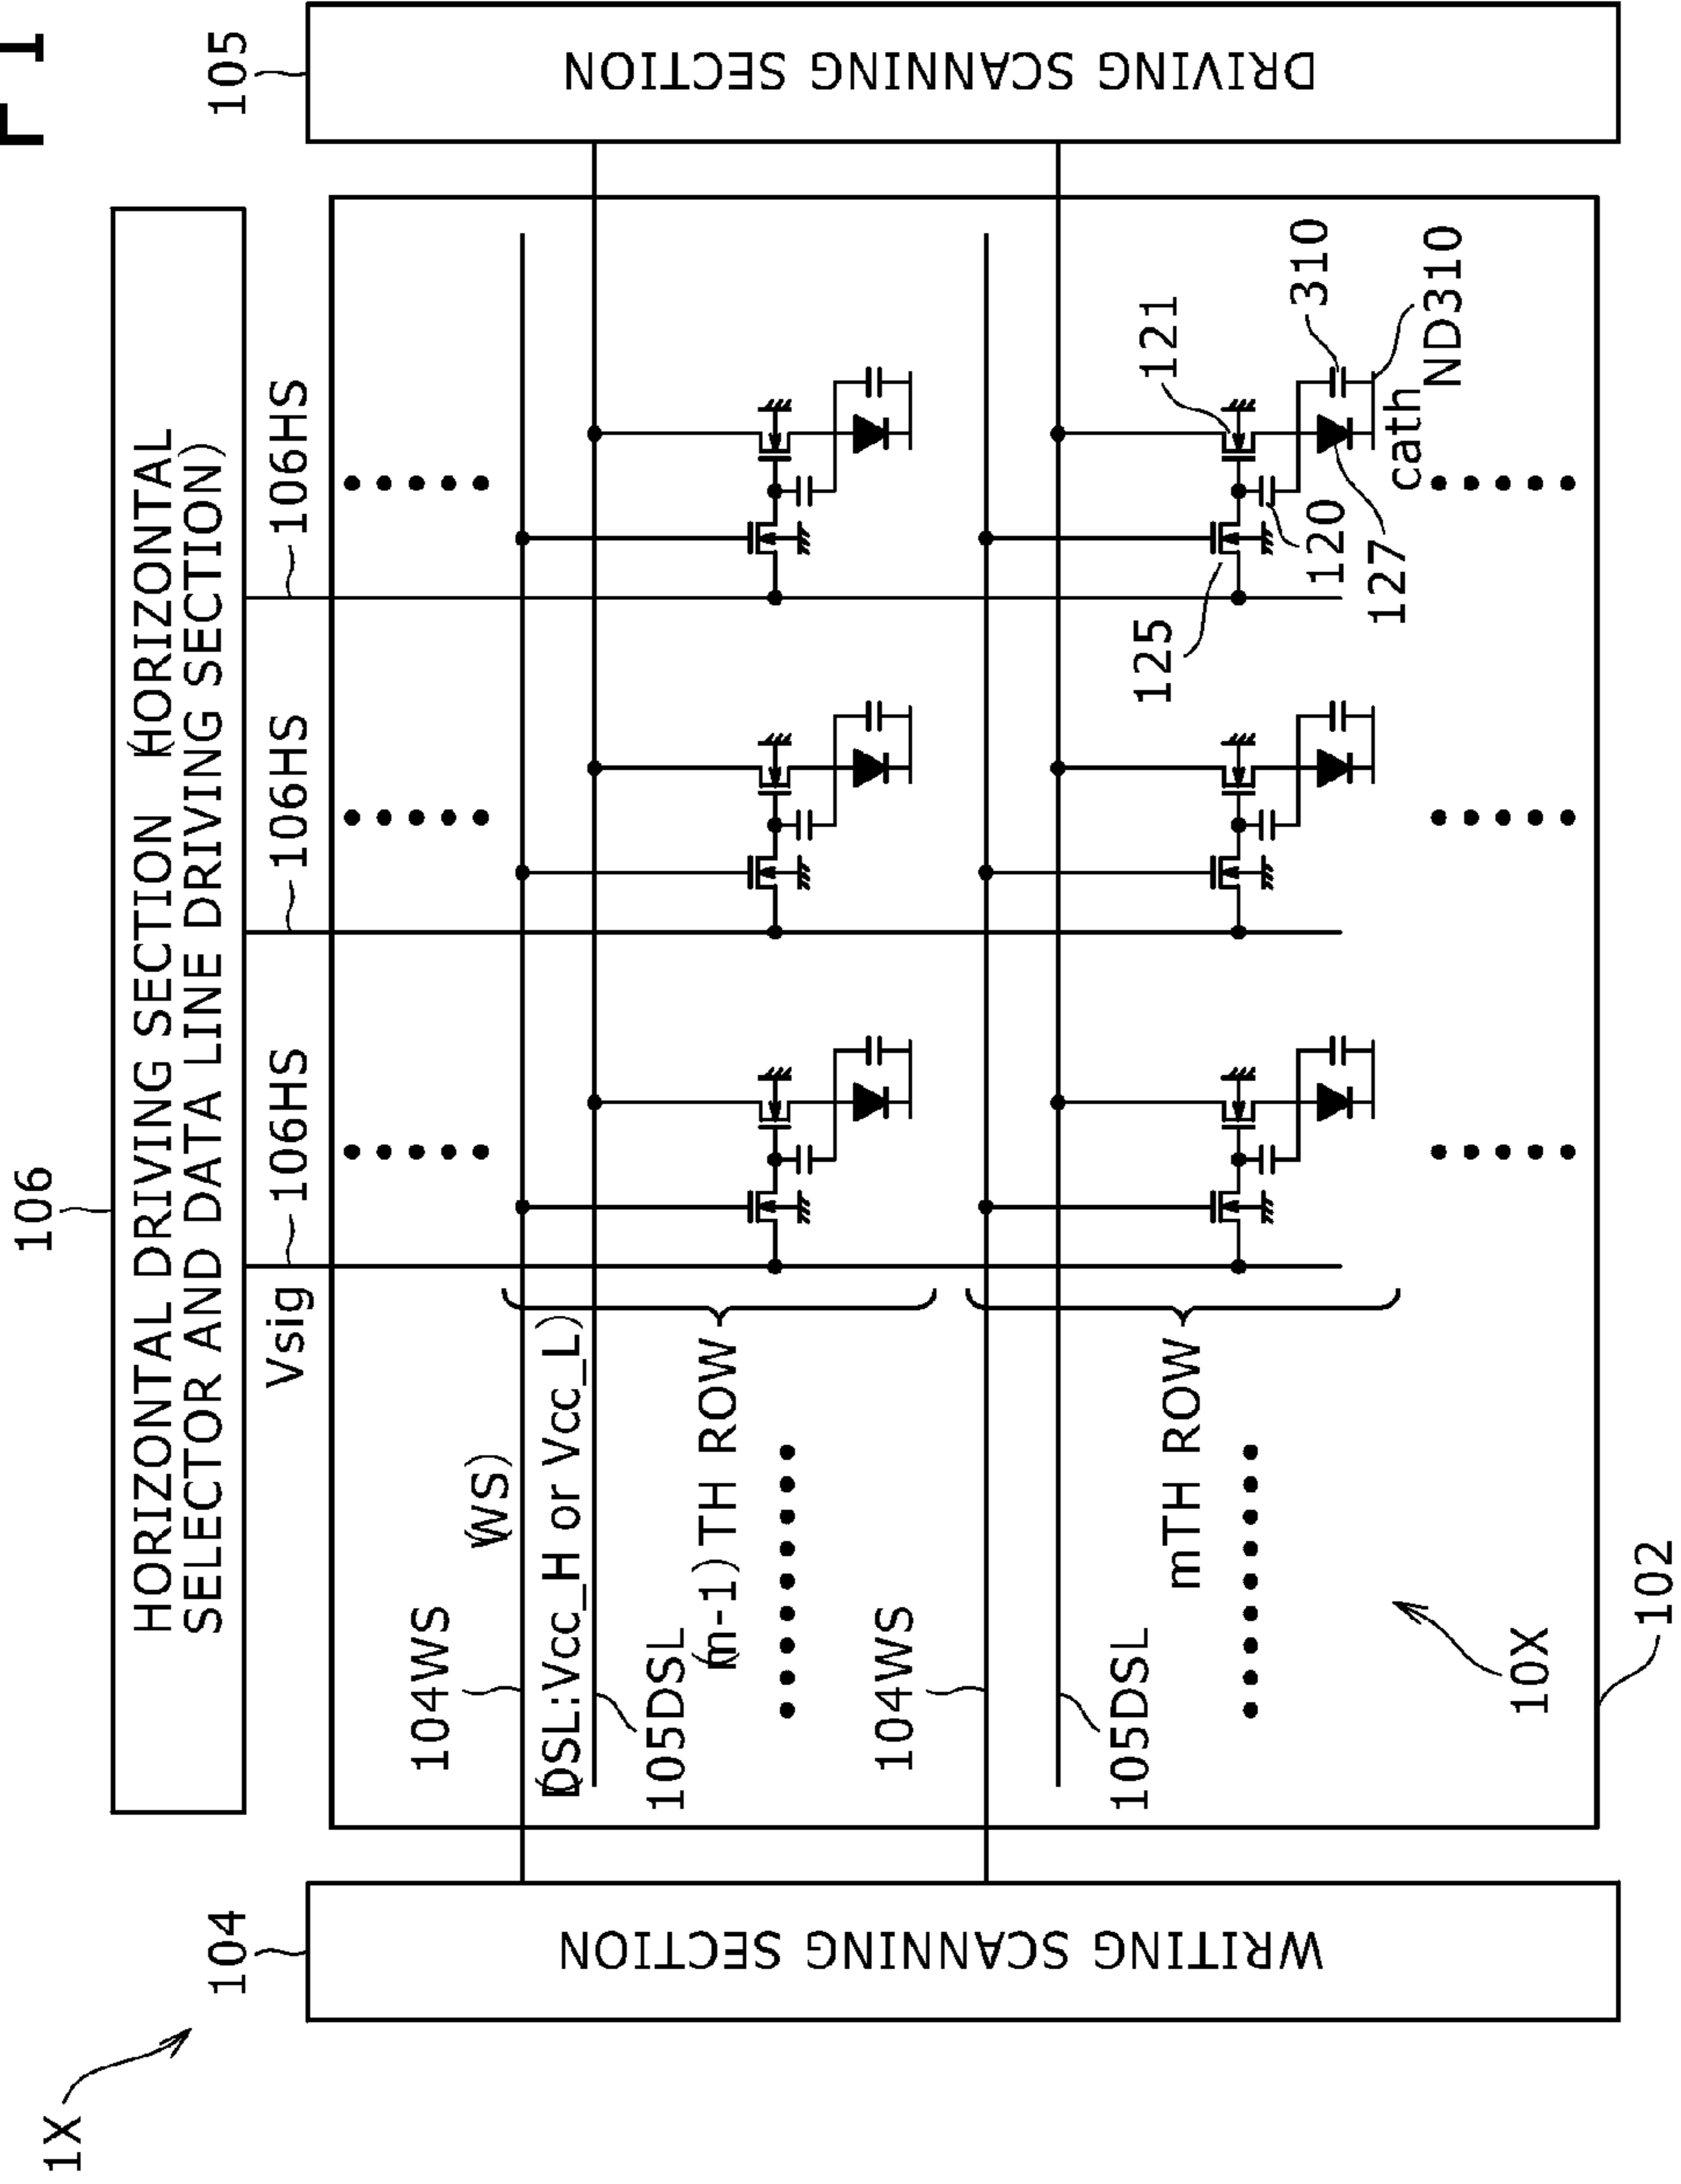 1X
106
HORIZONTAL DRIVING SECTION (HORIZONTAL
SELECTOR AND DATA LINE DRIVING SECTION)
104
WRITING SCANNING SECTION
105
DRIVING SCANNING SECTION
Vsig
106HS
106HS
106HS
104WS
(WS)
(DSL:Vcc_H or Vcc_L)
105DSL
(m-1)TH ROW
104WS
105DSL
mTH ROW
125
121
120
310
127
cath
ND310
10X
102